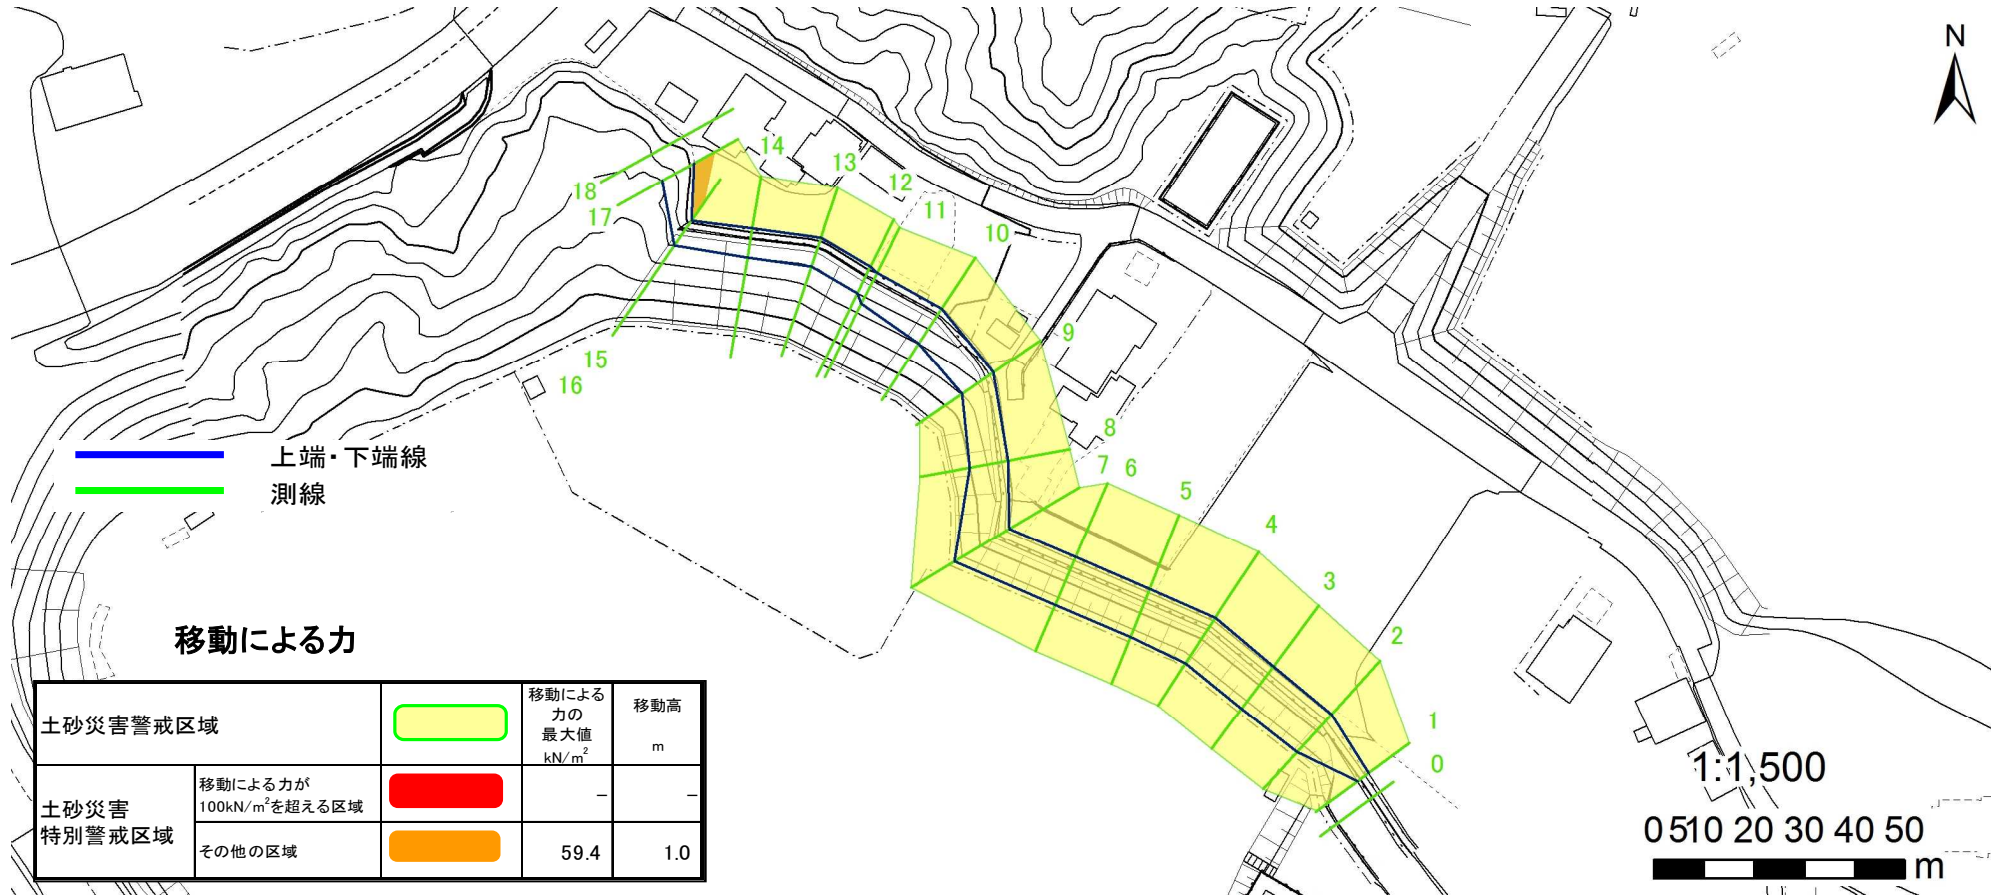 N
14
13
12
11
10
18
17
15
16
9
8
7
6
5
4
3
2
1
0
上端・下端線
測線
移動による力
土砂災害警戒区域
移動による
力の
最大値
kN/m²
移動高
m
土砂災害
特別警戒区域
移動による力が
100kN/m²を超える区域
－
－
その他の区域
59.4
1.0
1:1,500
0 5 10 20 30 40 50
m